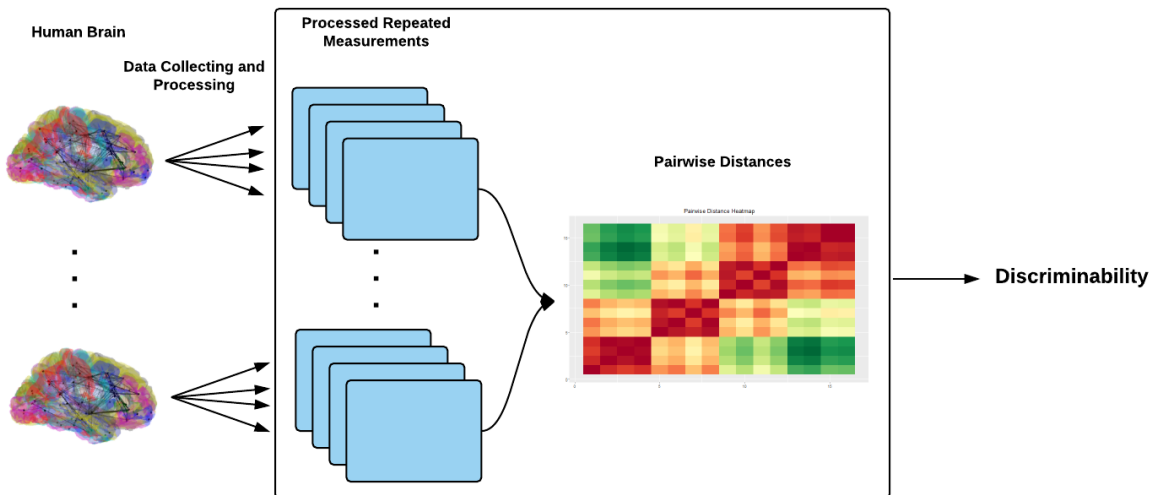 Human Brain
Data Collecting and
Processing
Processed Repeated
Measurements
Pairwise Distances
Pairwise Distance Heatmap
Discriminability